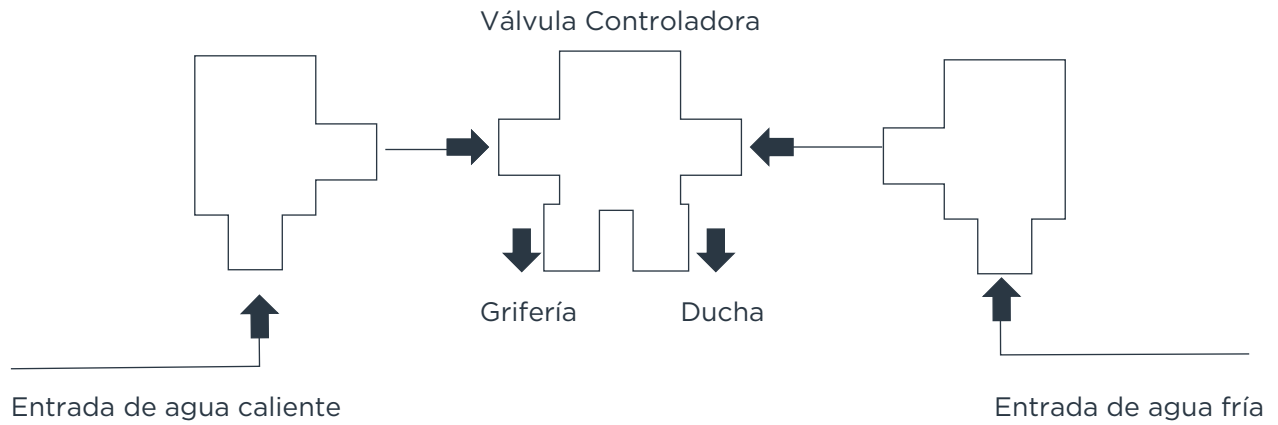 Válvula Controladora
Grifería
Ducha
Entrada de agua caliente
Entrada de agua fría